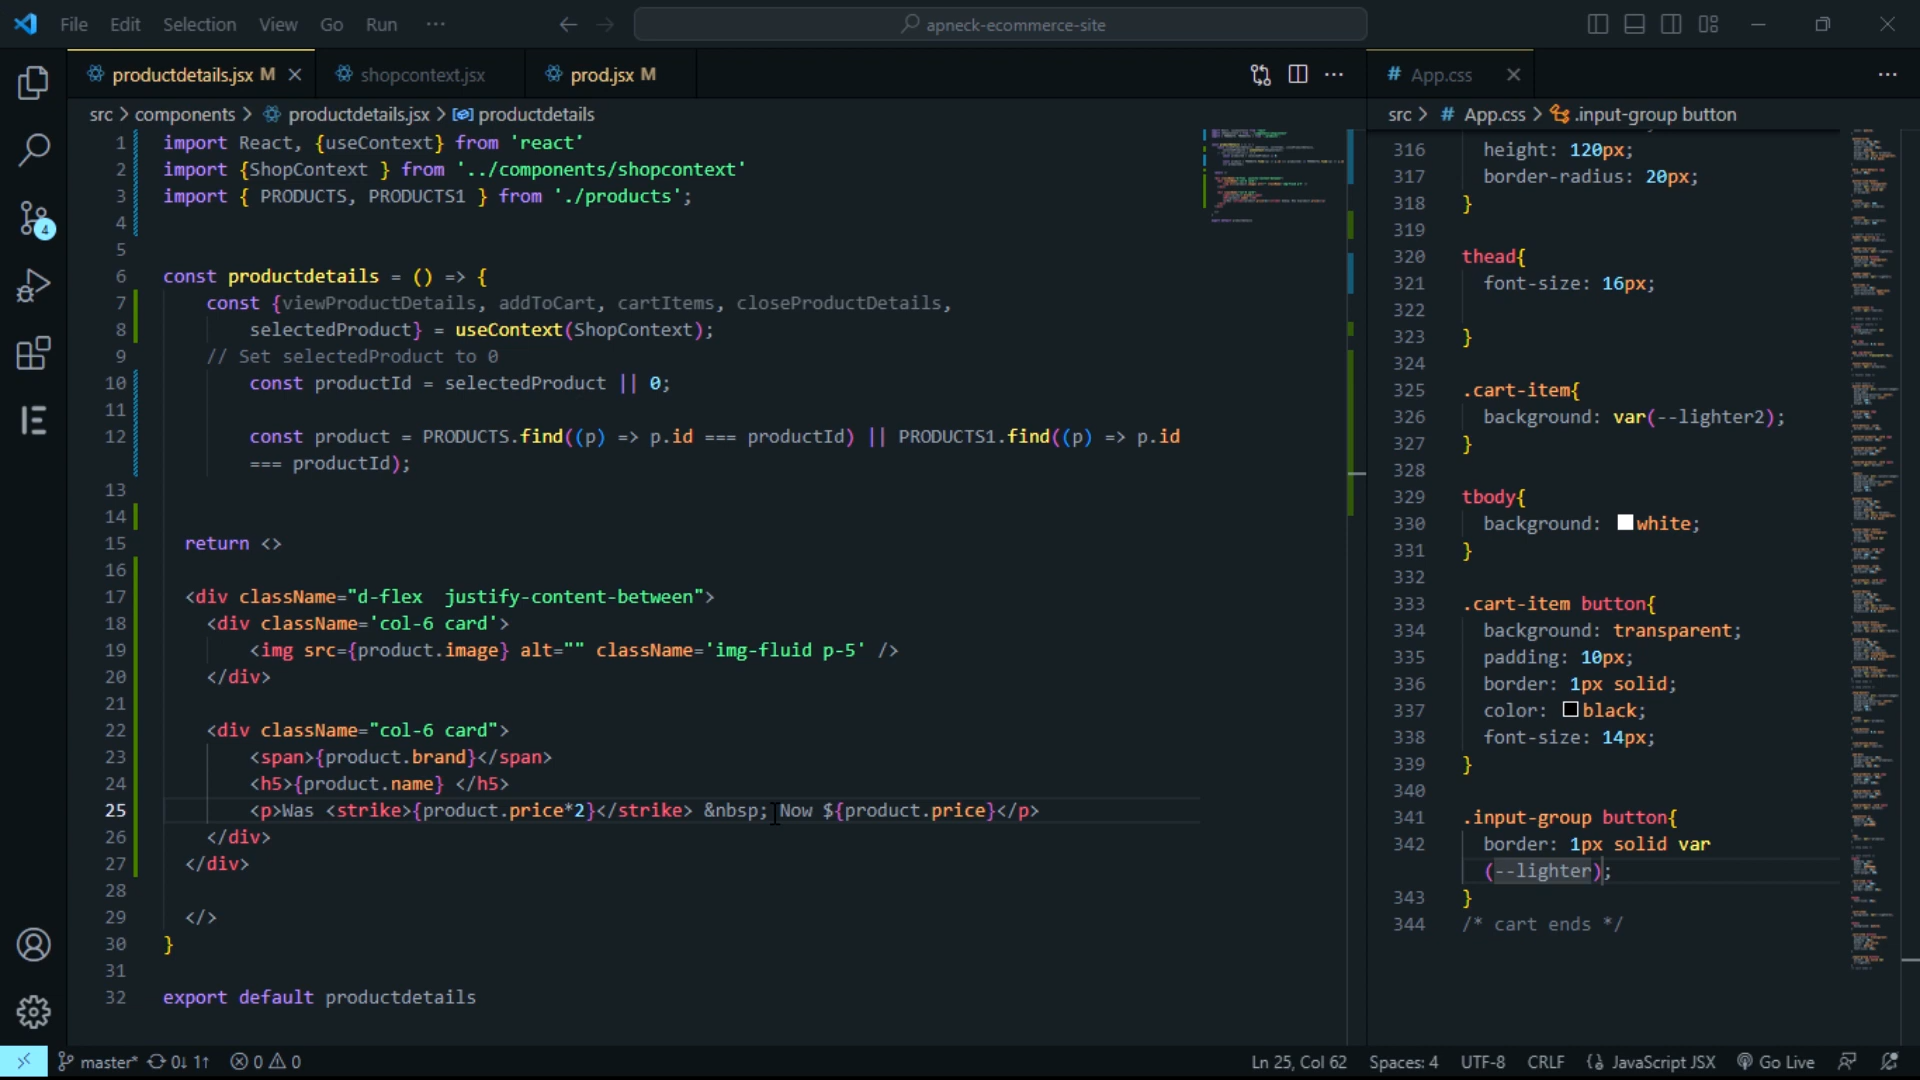 File Edit Selection View Go Run ···
apneck-ecommerce-site
productdetails.jsx M
shopcontext.jsx
prod.jsx M
# App.css
src > components > productdetails.jsx > productdetails
src > # App.css > .input-group button
1 import React, {useContext} from 'react'
2 import {ShopContext } from '../components/shopcontext'
3 import { PRODUCTS, PRODUCTS1 } from './products';
4
5
6 const productdetails = () => {
7 const {viewProductDetails, addToCart, cartItems, closeProductDetails,
8 selectedProduct} = useContext(ShopContext);
9 // Set selectedProduct to 0
10 const productId = selectedProduct || 0;
11
12 const product = PRODUCTS.find((p) => p.id === productId) || PRODUCTS1.find((p) => p.id
=== productId);
13
14
15 return <>
16
17 <div className="d-flex  justify-content-between">
18 <div className='col-6 card'>
19 <img src={product.image} alt="" className='img-fluid p-5' />
20 </div>
21
22 <div className="col-6 card">
23 <span>{product.brand}</span>
24 <h5>{product.name} </h5>
25 <p>Was <strike>{product.price*2}</strike> &nbsp; Now ${product.price}</p>
26 </div>
27 </div>
28
29 </>
30 }
31
32 export default productdetails
316 height: 120px;
317 border-radius: 20px;
318 }
319
320 thead{
321 font-size: 16px;
322
323 }
324
325 .cart-item{
326 background: var(--lighter2);
327 }
328
329 tbody{
330 background: white;
331 }
332
333 .cart-item button{
334 background: transparent;
335 padding: 10px;
336 border: 1px solid;
337 color: black;
338 font-size: 14px;
339 }
340
341 .input-group button{
342 border: 1px solid var
(--lighter);
343 }
344 /* cart ends */
4
master* 0↓ 1↑ 0 0
Ln 25, Col 62 Spaces: 4 UTF-8 CRLF JavaScript JSX Go Live